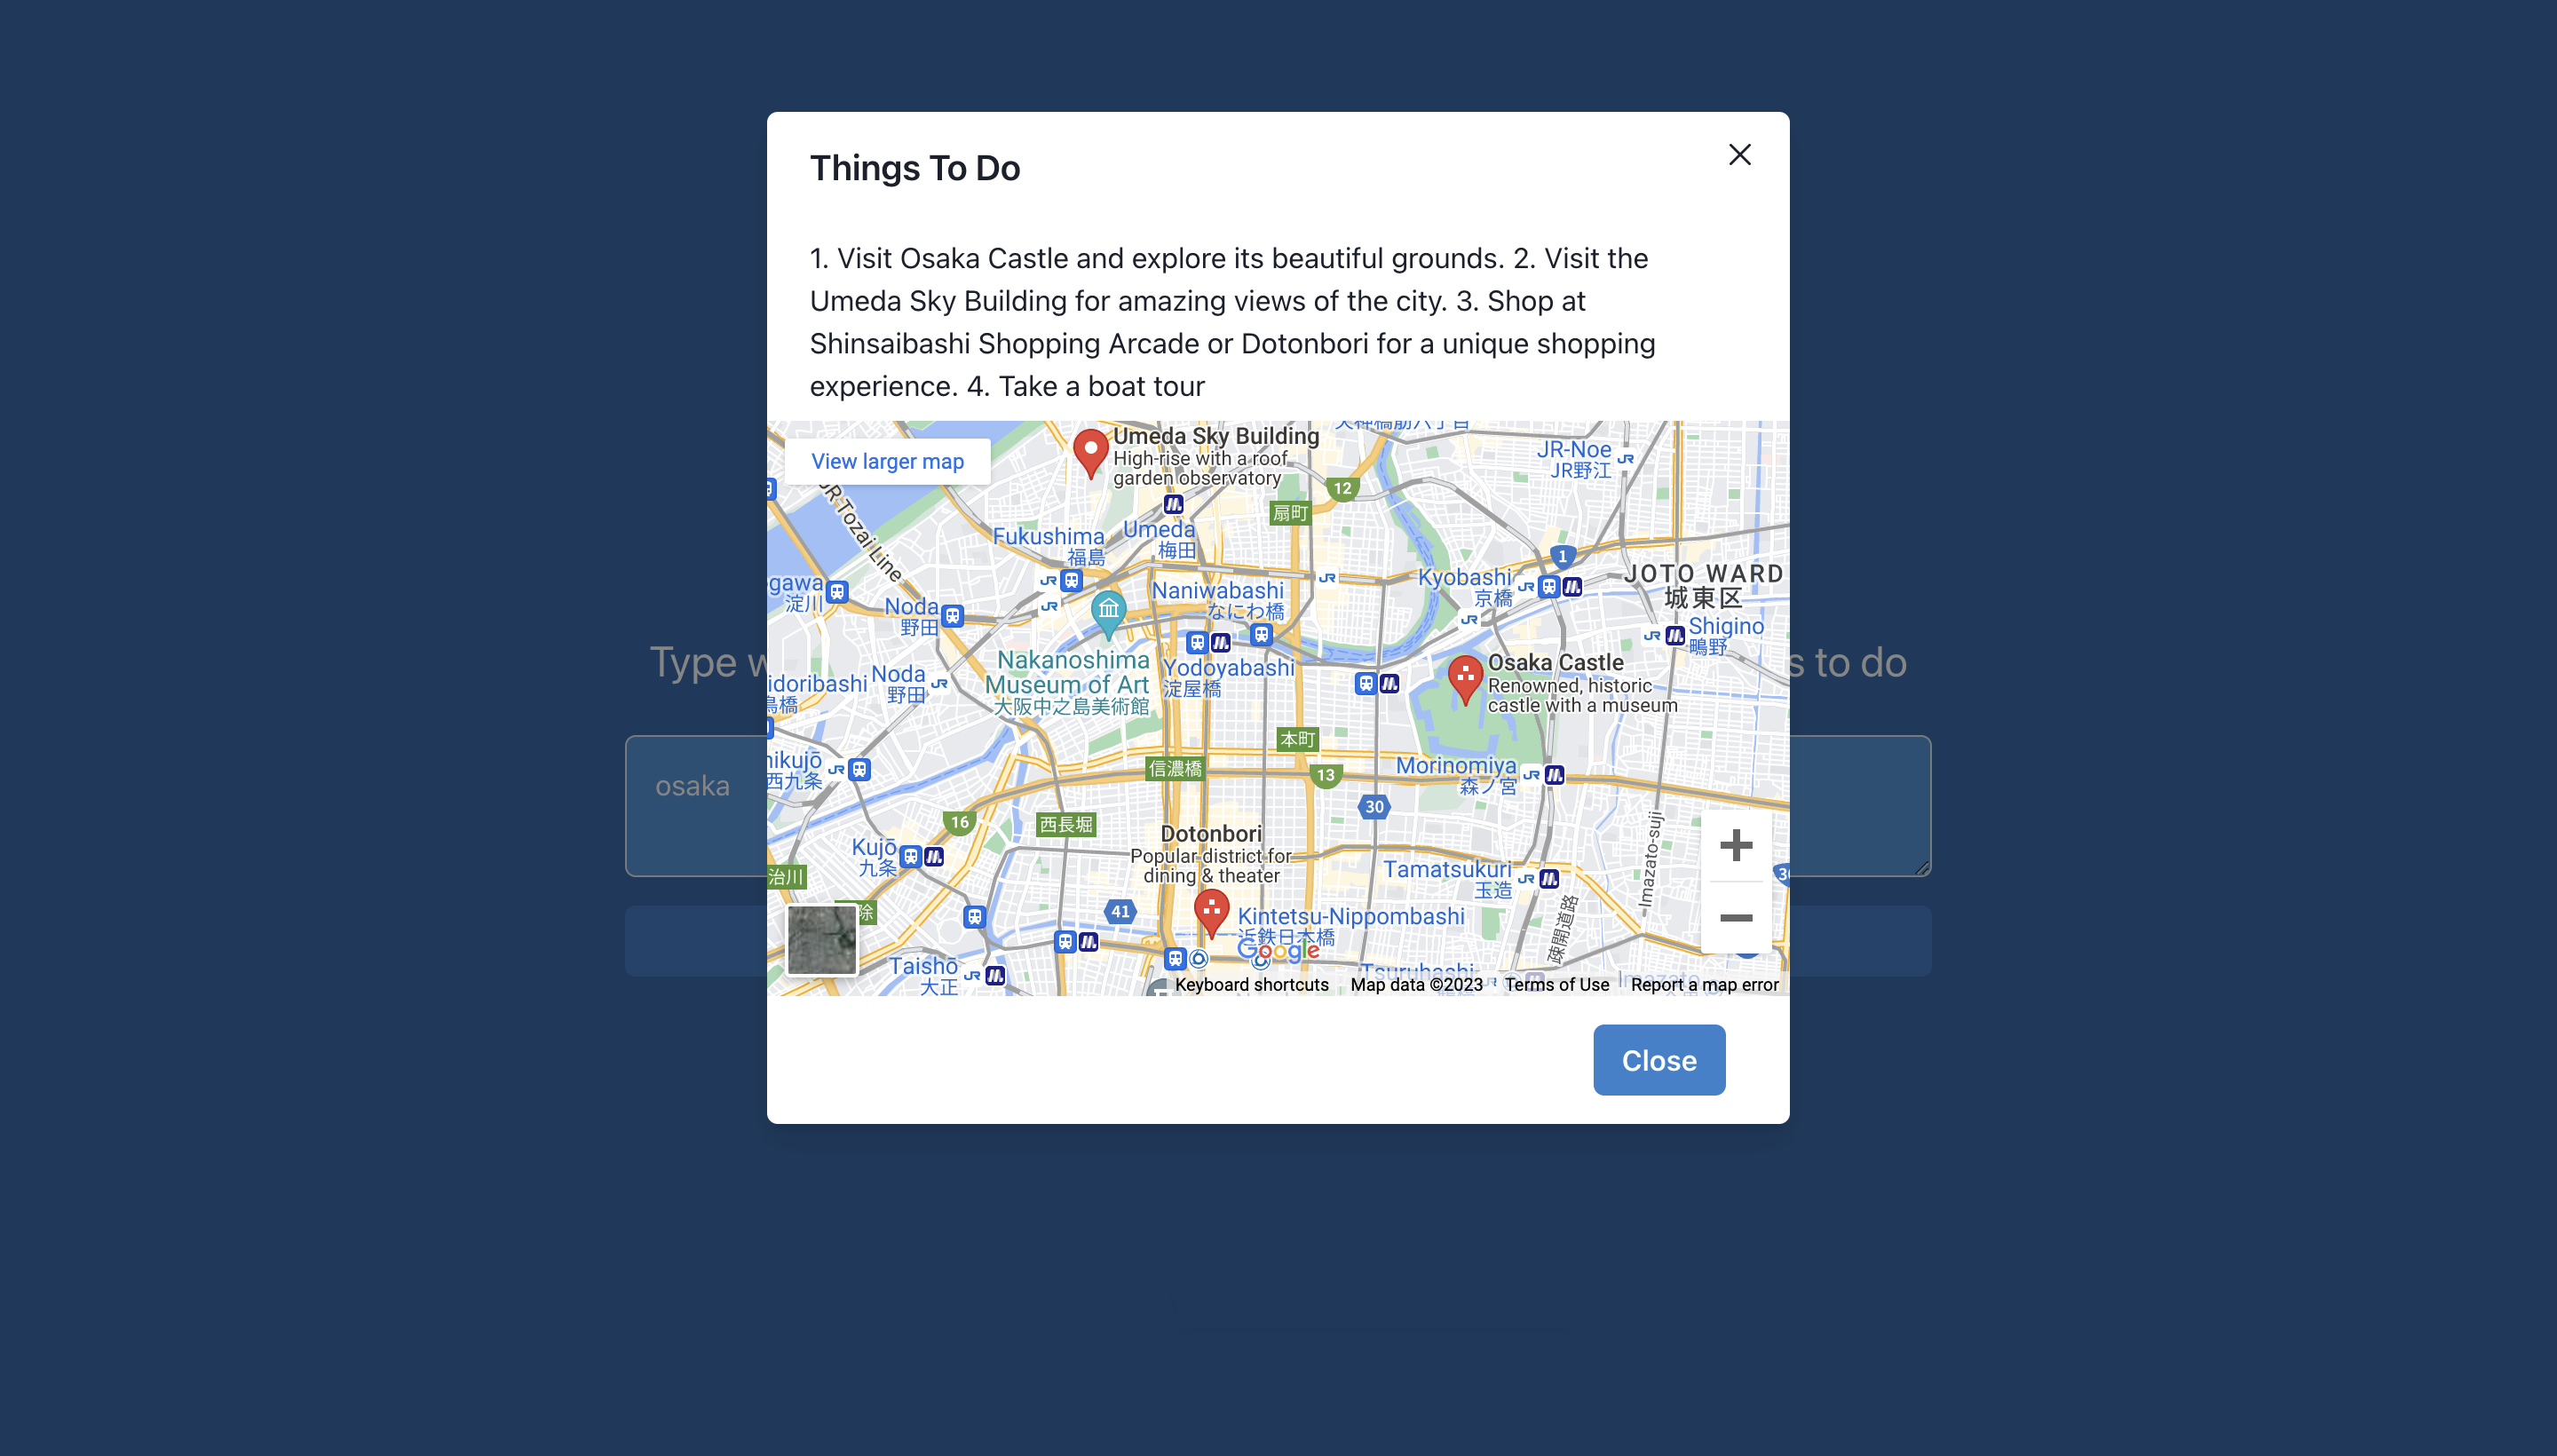 Things To Do
1. Visit Osaka Castle and explore its beautiful grounds. 2. Visit the
Umeda Sky Building for amazing views of the city. 3. Shop at
Shinsaibashi Shopping Arcade or Dotonbori for a unique shopping
experience. 4. Take a boat tour
View larger map
Umeda Sky Building
High-rise with a roof
garden observatory
JR-Noe
JR野江
12
扇町
JR-Tozai Line
Umeda
梅田
Fukushima
福島
1
JOTO WARD
城東区
Kyobashi
京橋
gawa
淀川
Naniwabashi
なにわ橋
Noda
野田
Shigino
鴫野
Type
s to do
Nakanoshima
Museum of Art
大阪中之島美術館
Yodoyabashi
淀屋橋
Osaka Castle
Renowned, historic
castle with a museum
idoribashi
Noda
野田
本町
osaka
西九条
信濃橋
13
Morinomiya
森ノ宮
30
16
西長堀
Dotonbori
Popular district for
dining & theater
Kujō
九条
Imazato-suji
Tamatsukuri
玉造
治川
41
Kintetsu-Nippombashi
近鉄日本橋
疎開道路
Google
Taishō
大正
Tsuruhashi
Imazato
Keyboard shortcuts
Map data ©2023
Terms of Use
Report a map error
Close